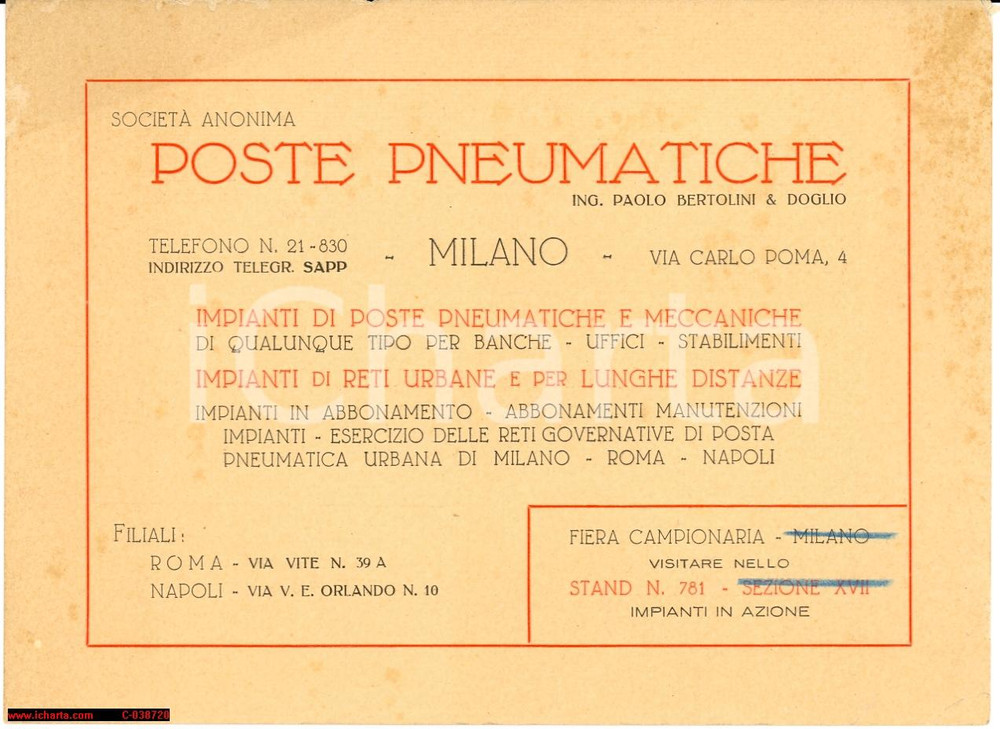 SOCIETÀ ANONIMA
POSTE PNEUMATICHE
ING. PAOLO BERTOLINI & DOGLIO
TELEFONO N. 21-830
INDIRIZZO TELEGR. SAPP
- MILANO -
VIA CARLO POMA, 4
IMPIANTI DI POSTE PNEUMATICHE E MECCANICHE
DI QUALUNQUE TIPO PER BANCHE - UFFICI - STABILIMENTI
IMPIANTI DI RETI URBANE E PER LUNGHE DISTANZE
IMPIANTI IN ABBONAMENTO - ABBONAMENTI MANUTENZIONI
IMPIANTI - ESERCIZIO DELLE RETI GOVERNATIVE DI POSTA
PNEUMATICA URBANA DI MILANO - ROMA - NAPOLI
iCharta
FILIALI:
ROMA - VIA VITE N. 39 A
NAPOLI - VIA V. E. ORLANDO N. 10
FIERA CAMPIONARIA - MILANO
VISITARE NELLO
STAND N. 781 - SEZIONE XVII
IMPIANTI IN AZIONE
www.icharta.com C-038720